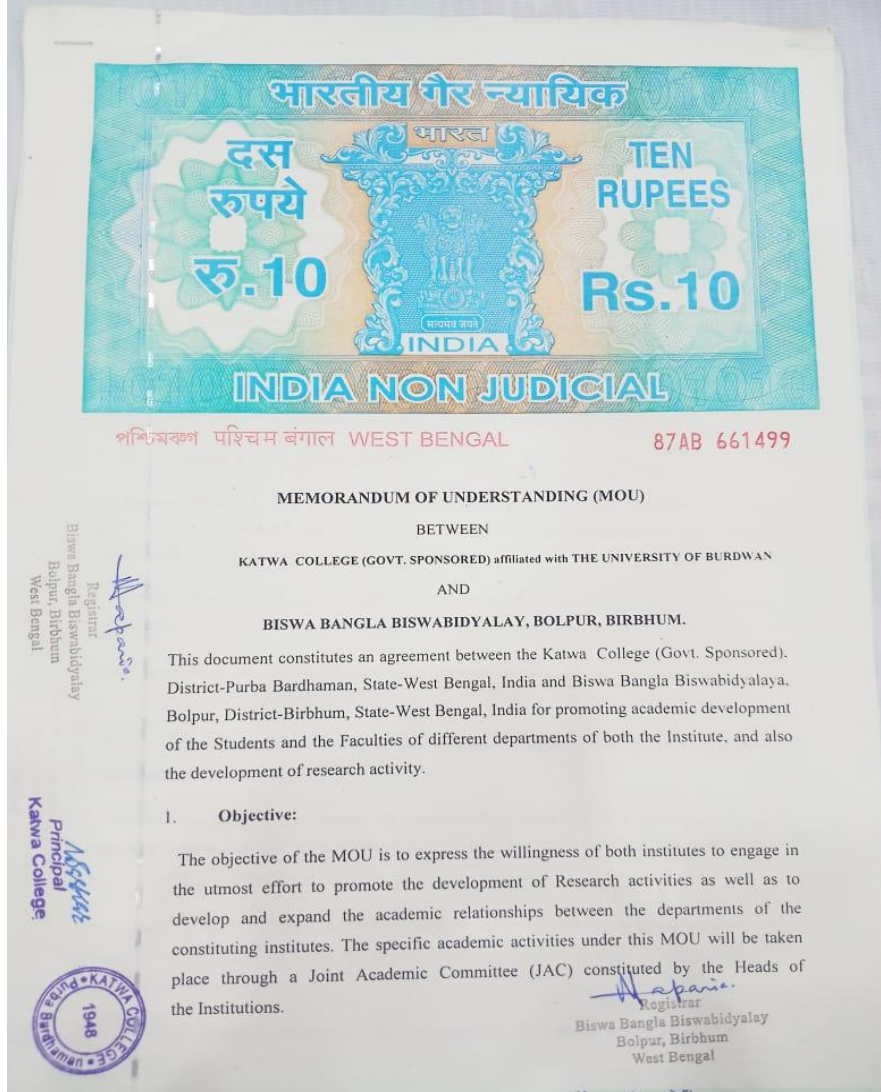 भारतीय गैर न्यायिक
भारत
दस
रुपये
रु.10
TEN
RUPEES
Rs.10
सत्यमेव जयते
INDIA
INDIA NON JUDICIAL
পশ্চিমবঙ্গ पश्चिम बंगाल WEST BENGAL
87AB 661499
MEMORANDUM OF UNDERSTANDING (MOU)
BETWEEN
KATWA COLLEGE (GOVT. SPONSORED) affiliated with THE UNIVERSITY OF BURDWAN
AND
BISWA BANGLA BISWABIDYALAY, BOLPUR, BIRBHUM.
This document constitutes an agreement between the Katwa College (Govt. Sponsored).
District-Purba Bardhaman, State-West Bengal, India and Biswa Bangla Biswabidyalaya,
Bolpur, District-Birbhum, State-West Bengal, India for promoting academic development
of the Students and the Faculties of different departments of both the Institute, and also
the development of research activity.
1. Objective:
The objective of the MOU is to express the willingness of both institutes to engage in
the utmost effort to promote the development of Research activities as well as to
develop and expand the academic relationships between the departments of the
constituting institutes. The specific academic activities under this MOU will be taken
place through a Joint Academic Committee (JAC) constituted by the Heads of
the Institutions.
Registrar
Biswa Bangla Biswabidyalay
Bolpur, Birbhum
West Bengal
Registrar
Biswa Bangla Biswabidyalay
Bolpur, Birbhum
West Bengal
Principal
Katwa College
KATWA COLLEGE
Purba Bardhaman
1948